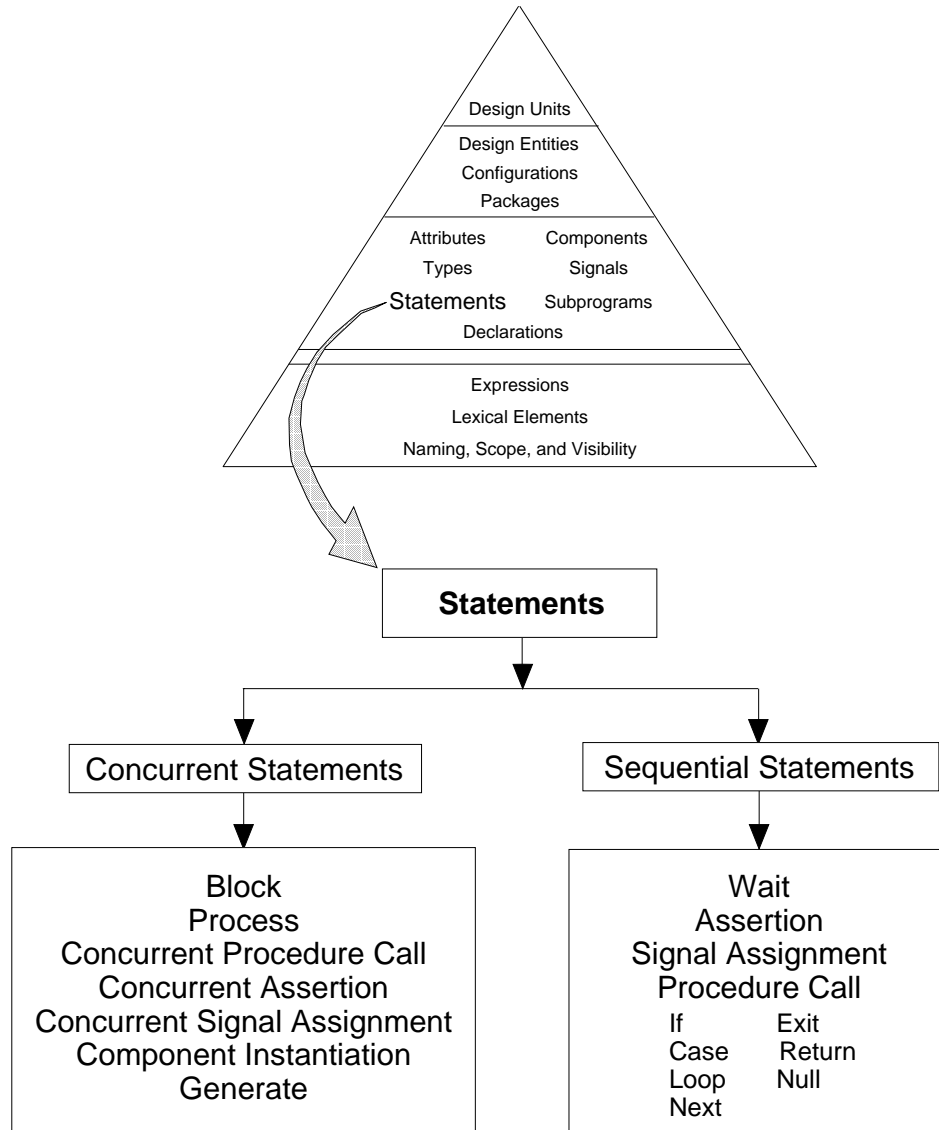 Design Units
Design Entities
Configurations
Packages
Attributes Components
Types Signals
Statements Subprograms
Declarations
Expressions
Lexical Elements
Naming, Scope, and Visibility
Statements
Concurrent Statements
Sequential Statements
Block
Process
Concurrent Procedure Call
Concurrent Assertion
Concurrent Signal Assignment
Component Instantiation
Generate
Wait
Assertion
Signal Assignment
Procedure Call
If Exit
Case Return
Loop Null
Next